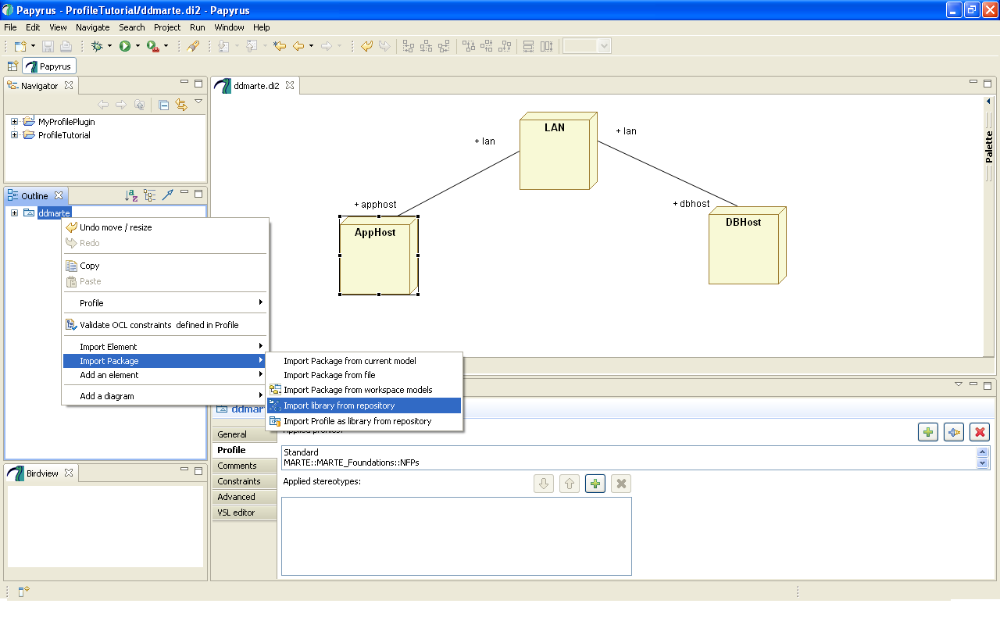 Papyrus - ProfileTutorial/ddmarte.di2 - Papyrus
File Edit View Navigate Search Project Run Window Help
Papyrus
Navigator
MyProfilePlugin
ProfileTutorial
Outline
ddmarte
Undo move / resize
Redo
Copy
Paste
Profile
Validate OCL constraints defined in Profile
Import Element
Import Package
Add an element
Add a diagram
Import Package from current model
Import Package from file
Import Package from workspace models
Import library from repository
Import Profile as library from repository
Birdview
ddmarte.di2
LAN
+ lan
+ lan
+ apphost
+ dbhost
AppHost
DBHost
Palette
ddmar
General
Profile
Comments
Constraints
Advanced
VSL editor
Applied profiles:
Standard
MARTE::MARTE_Foundations::NFPs
Applied stereotypes: